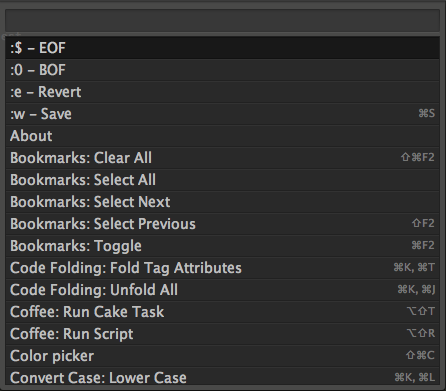 :$ – EOF
:0 – BOF
:e – Revert
:w – Save ⌘S
About
Bookmarks: Clear All ⇧⌘F2
Bookmarks: Select All
Bookmarks: Select Next
Bookmarks: Select Previous ⇧F2
Bookmarks: Toggle ⌘F2
Code Folding: Fold Tag Attributes ⌘K, ⌘T
Code Folding: Unfold All ⌘K, ⌘J
Coffee: Run Cake Task ⌥⇧T
Coffee: Run Script ⌥⇧R
Color picker ⇧⌘C
Convert Case: Lower Case ⌘K, ⌘L